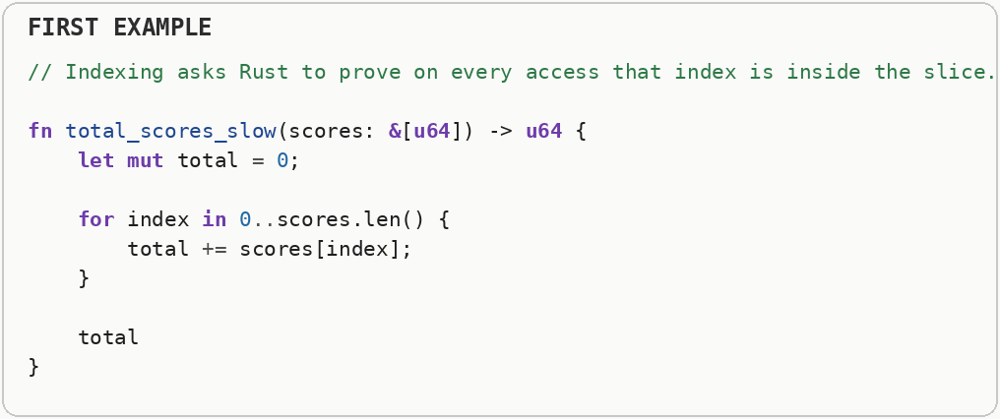 FIRST EXAMPLE
// Indexing asks Rust to prove on every access that index is inside the slice.
fn total_scores_slow(scores: &[u64]) -> u64 {
    let mut total = 0;
    for index in 0..scores.len() {
        total += scores[index];
    }
    total
}